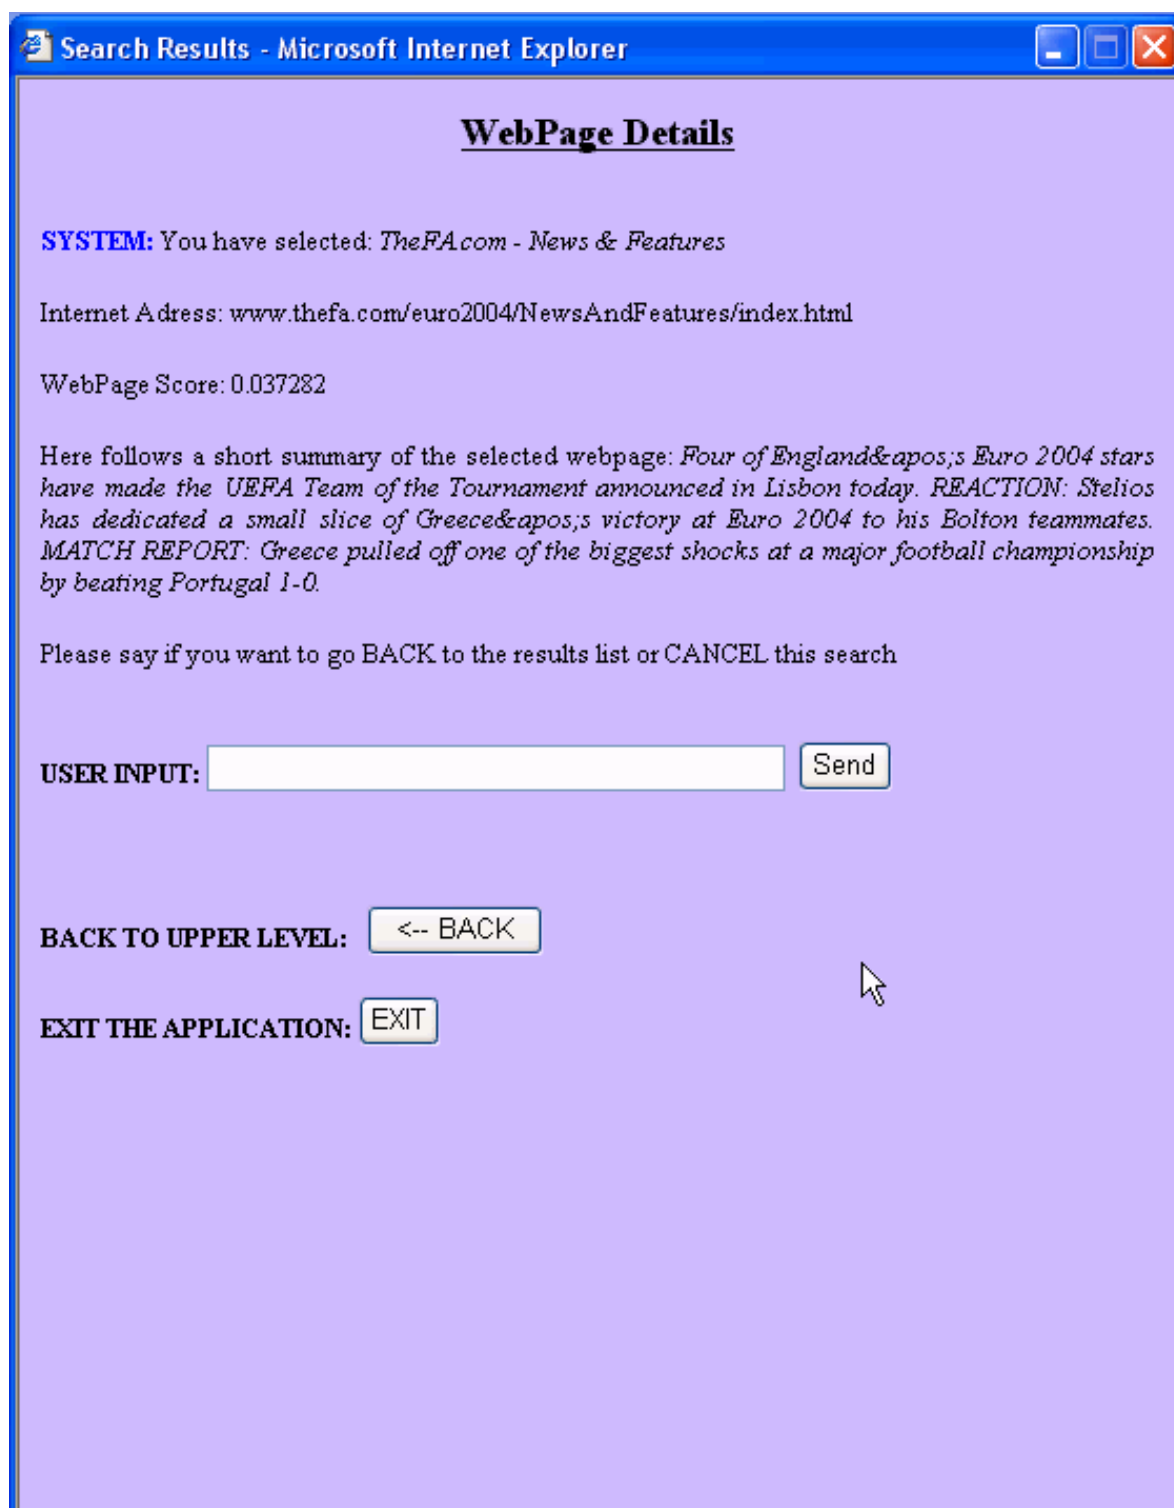 Search Results - Microsoft Internet Explorer
WebPage Details
SYSTEM: You have selected: TheFA.com - News & Features
Internet Adress: www.thefa.com/euro2004/NewsAndFeatures/index.html
WebPage Score: 0.037282
Here follows a short summary of the selected webpage: Four of England&apos;s Euro 2004 stars
have made the UEFA Team of the Tournament announced in Lisbon today. REACTION: Stelios
has dedicated a small slice of Greece&apos;s victory at Euro 2004 to his Bolton teammates.
MATCH REPORT: Greece pulled off one of the biggest shocks at a major football championship
by beating Portugal 1-0.
Please say if you want to go BACK to the results list or CANCEL this search
USER INPUT: Send
BACK TO UPPER LEVEL: <-- BACK
EXIT THE APPLICATION: EXIT